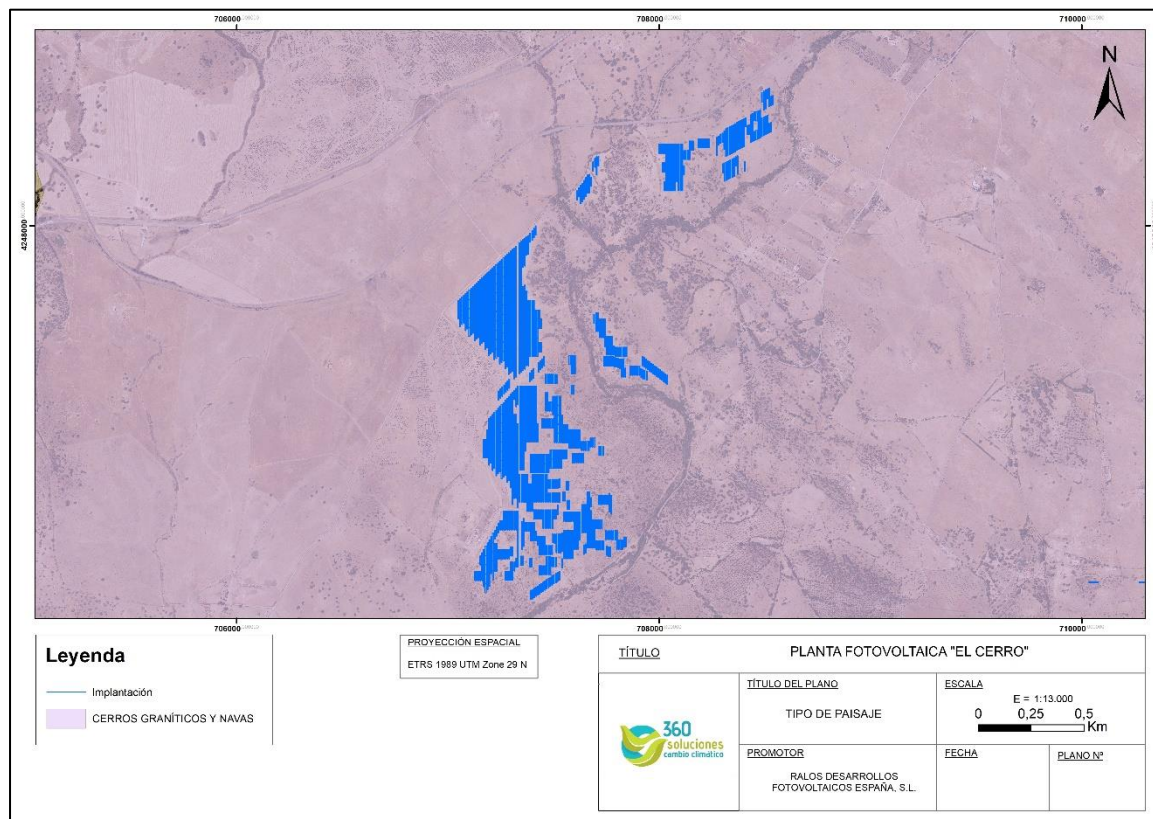 706000
708000
710000
N
4248000
706000
708000
710000
Leyenda
Implantación
CERROS GRANÍTICOS Y NAVAS
PROYECCIÓN ESPACIAL
ETRS 1989 UTM Zone 29 N
TÍTULO
PLANTA FOTOVOLTAICA "EL CERRO"
360
soluciones
cambio climático
TÍTULO DEL PLANO
TIPO DE PAISAJE
ESCALA
E = 1:13.000
0 0,25 0,5
Km
PROMOTOR
RALOS DESARROLLOS
FOTOVOLTAICOS ESPAÑA, S.L.
FECHA
PLANO Nº